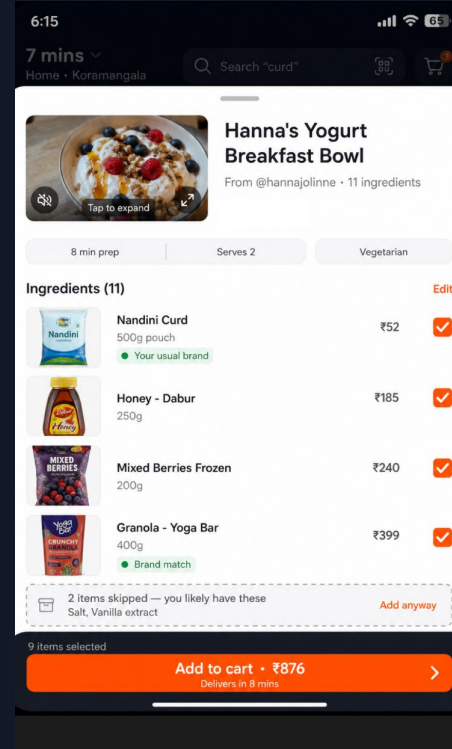 6:15
65
7 mins
Home • Koramangala
Search "curd"
Hanna's Yogurt
Breakfast Bowl
From @hannajolinne • 11 ingredients
Tap to expand
8 min prep
Serves 2
Vegetarian
Ingredients (11)
Edit
Nandini
Nandini Curd
500g pouch
Your usual brand
₹52
Dabur
Honey
Honey - Dabur
250g
₹185
MIXED
BERRIES
Mixed Berries Frozen
200g
₹240
Yoga
Bar
CRUNCHY
GRANOLA
Granola - Yoga Bar
400g
Brand match
₹399
2 items skipped — you likely have these
Salt, Vanilla extract
Add anyway
9 items selected
Add to cart • ₹876
Delivers in 8 mins